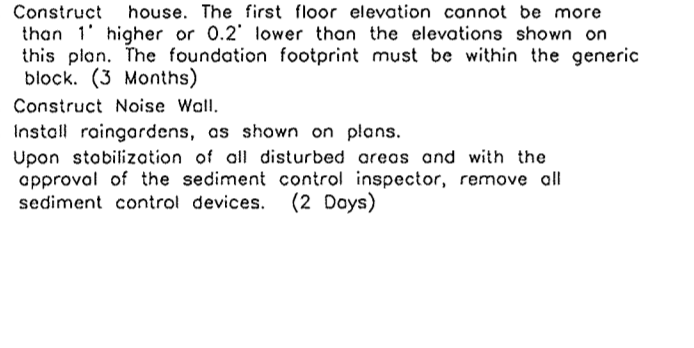 Construct house. The first floor elevation cannot be more
than 1' higher or 0.2' lower than the elevations shown on
this plan. The foundation footprint must be within the generic
block. (3 Months)
Construct Noise Wall.
Install raingardens, as shown on plans.
Upon stabilization of all disturbed areas and with the
approval of the sediment control inspector, remove all
sediment control devices. (2 Days)